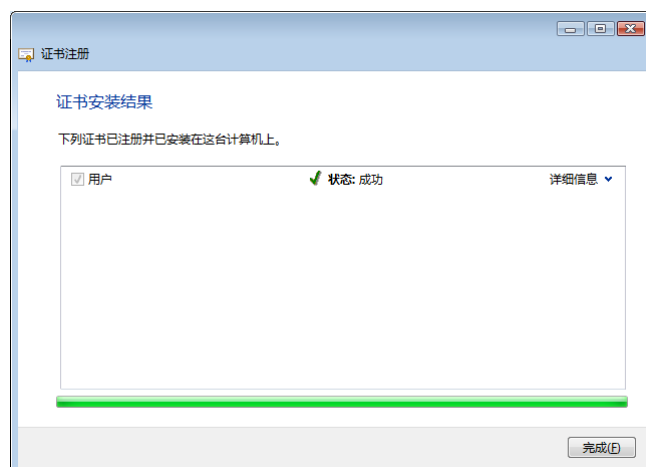 证书注册
证书安装结果
下列证书已注册并已安装在这台计算机上。
用户 状态: 成功 详细信息
完成(F)